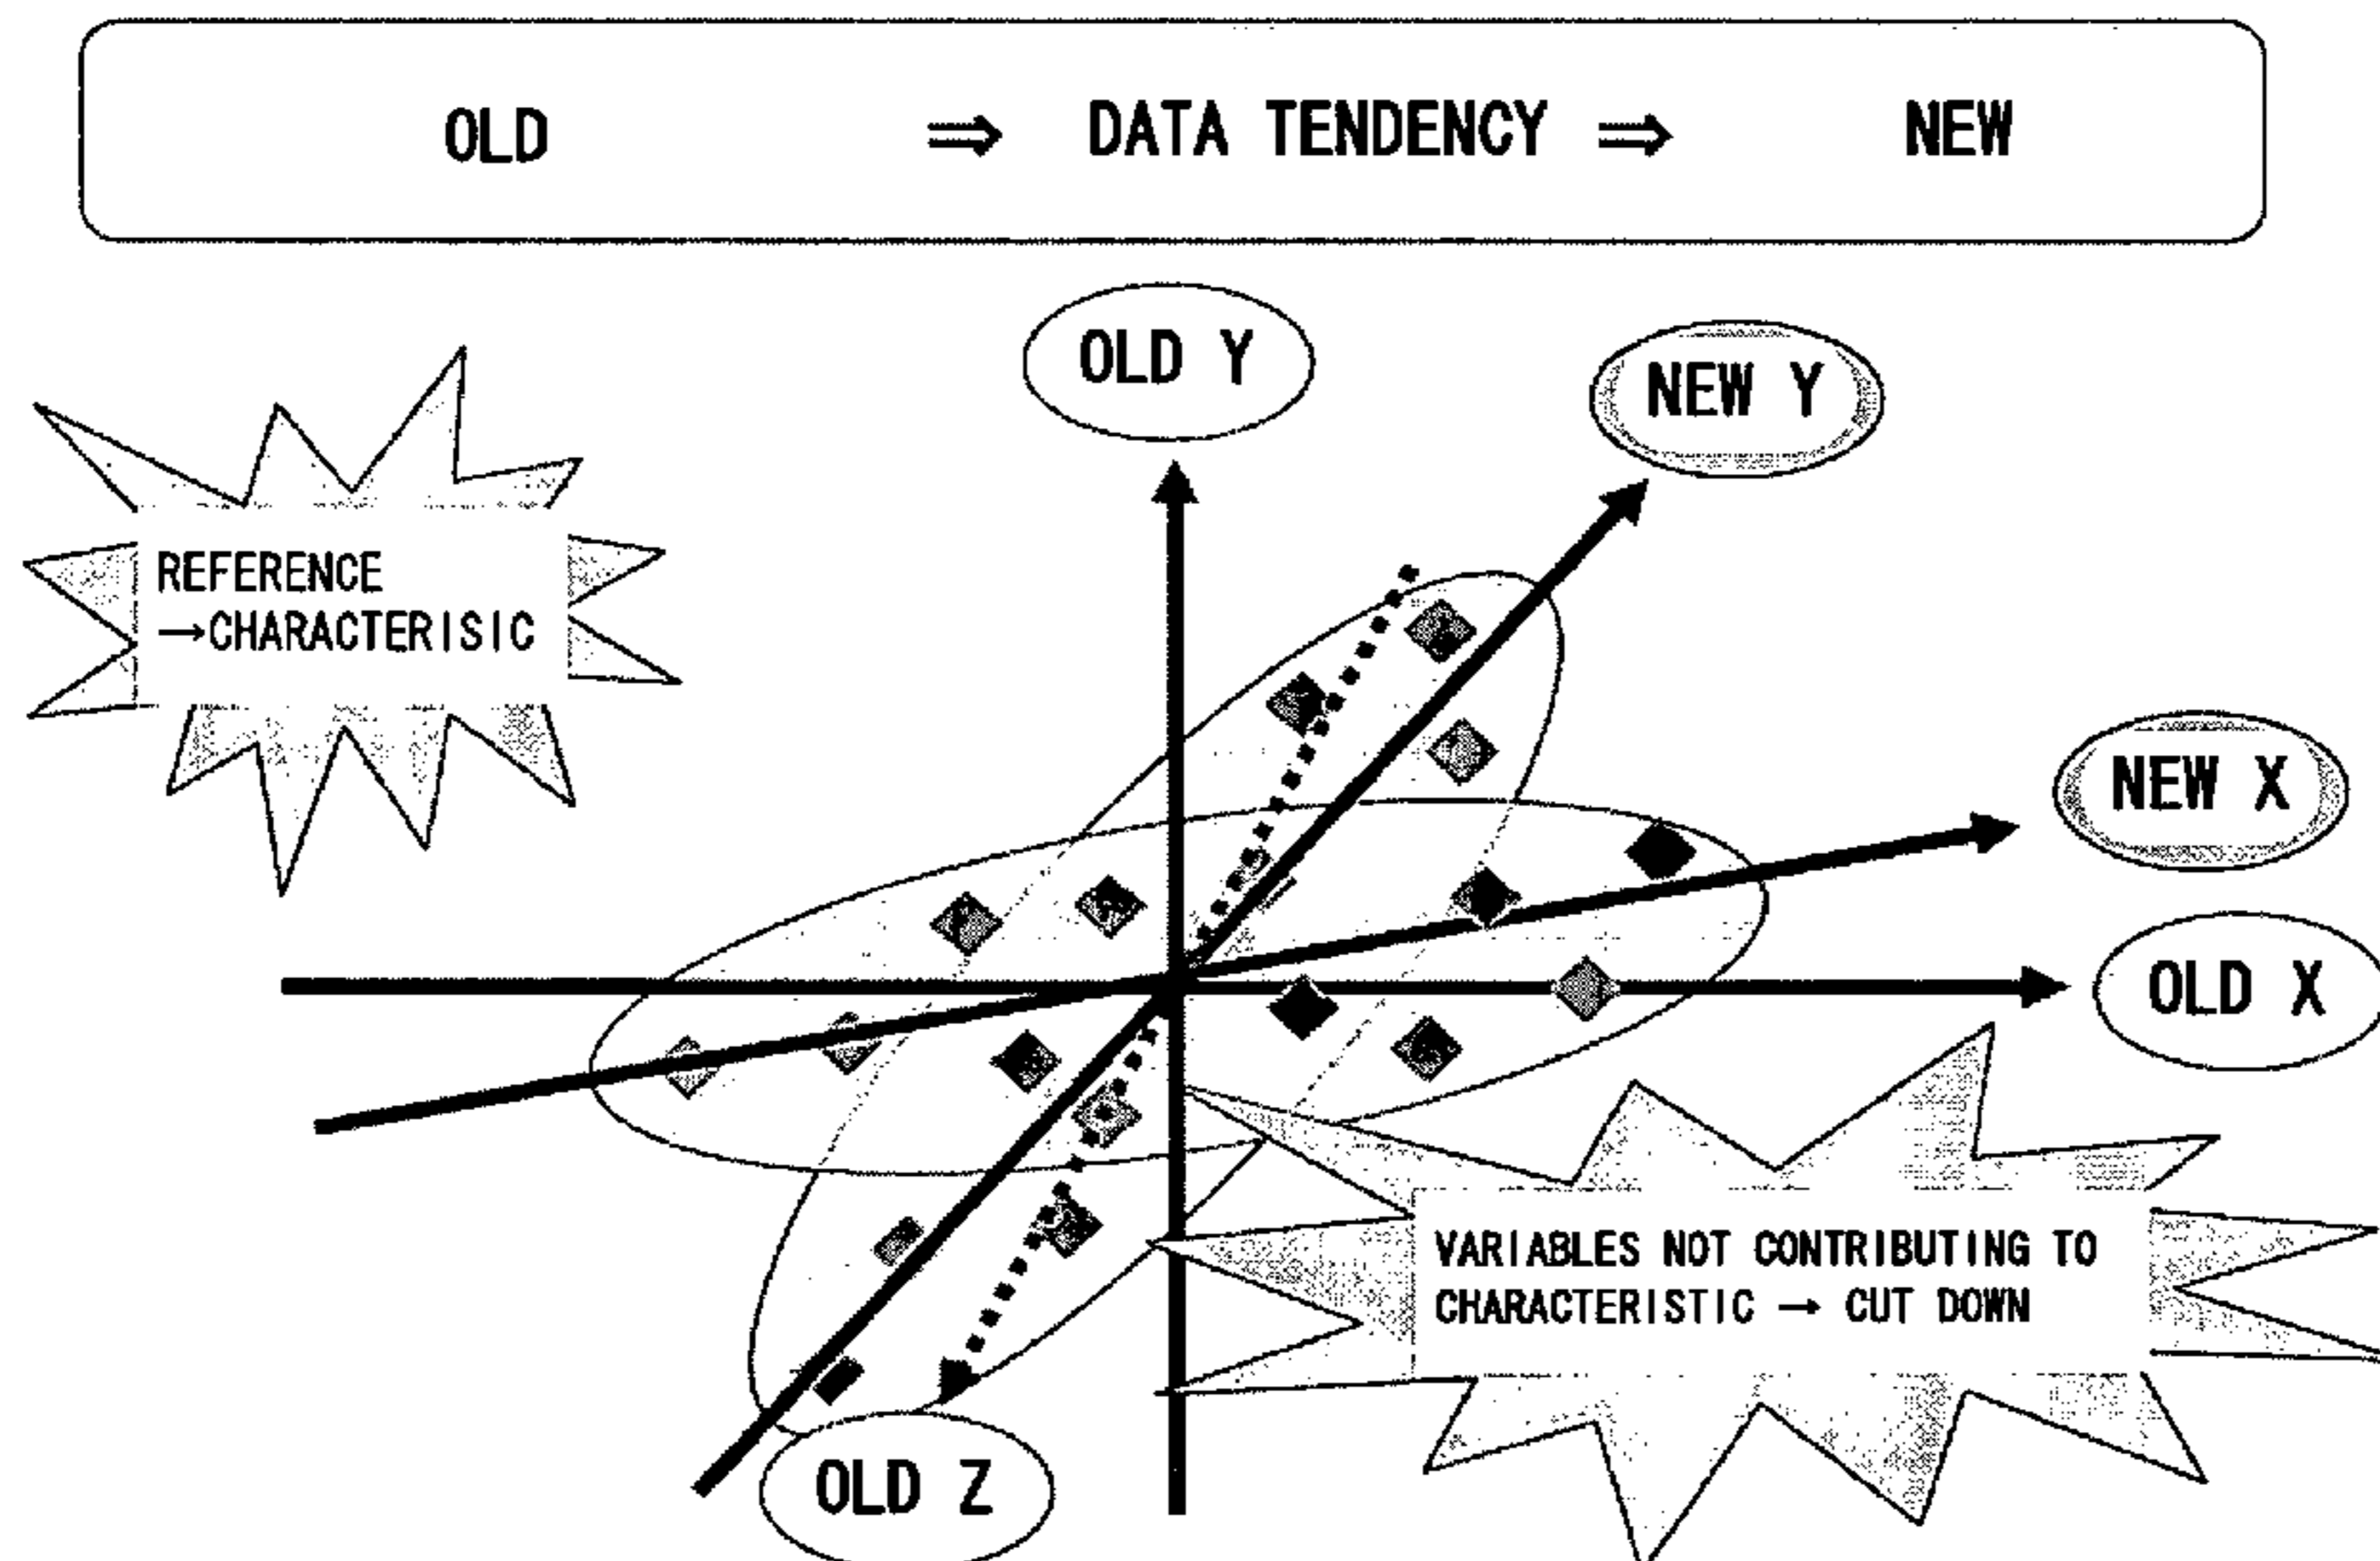 OLD ⇒ DATA TENDENCY ⇒ NEW
OLD Y
NEW Y
REFERENCE
→CHARACTERISIC
NEW X
OLD X
VARIABLES NOT CONTRIBUTING TO
CHARACTERISTIC → CUT DOWN
OLD Z